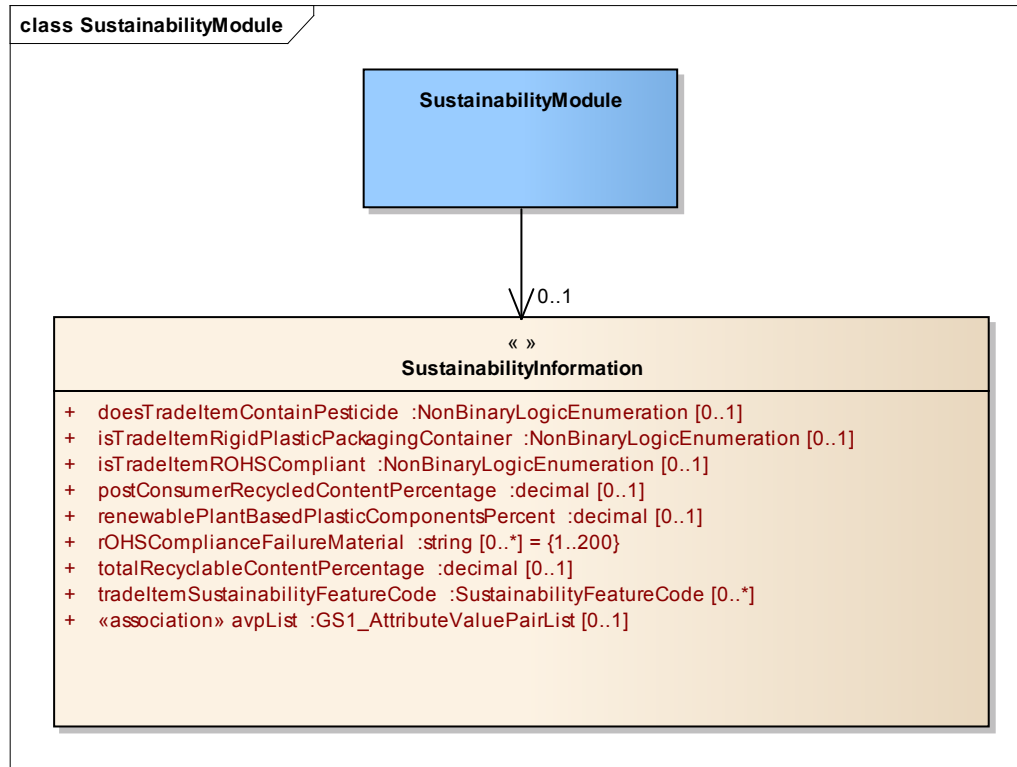 class SustainabilityModule
SustainabilityModule
0..1
« »
SustainabilityInformation
+ doesTradeItemContainPesticide :NonBinaryLogicEnumeration [0..1]
+ isTradeItemRigidPlasticPackagingContainer :NonBinaryLogicEnumeration [0..1]
+ isTradeItemROHSCompliant :NonBinaryLogicEnumeration [0..1]
+ postConsumerRecycledContentPercentage :decimal [0..1]
+ renewablePlantBasedPlasticComponentsPercent :decimal [0..1]
+ rOHSComplianceFailureMaterial :string [0..*] = {1..200}
+ totalRecyclableContentPercentage :decimal [0..1]
+ tradeItemSustainabilityFeatureCode :SustainabilityFeatureCode [0..*]
+ «association» avpList :GS1_AttributeValuePairList [0..1]